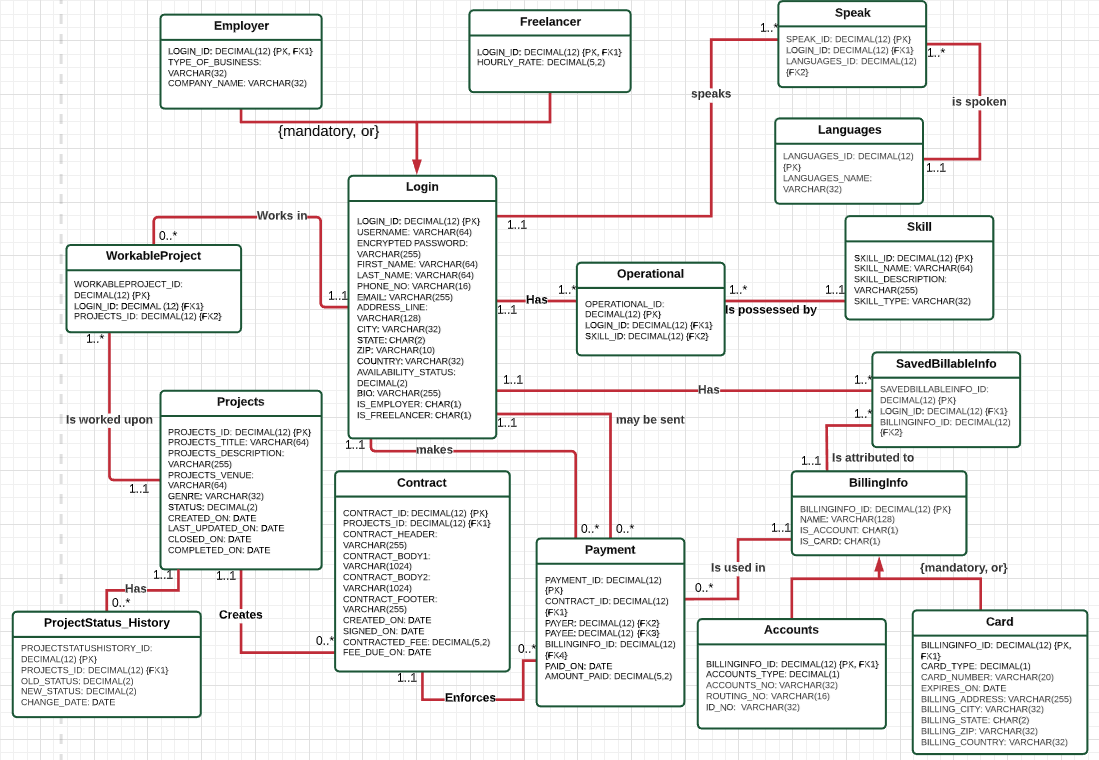 Employer
LOGIN_ID: DECIMAL(12) {PK, FK1}
TYPE_OF_BUSINESS:
VARCHAR(32)
COMPANY_NAME: VARCHAR(32)
Freelancer
LOGIN_ID: DECIMAL(12) {PK, FK1}
HOURLY_RATE: DECIMAL(5,2)
Speak
SPEAK_ID; DECIMAL(12) {PK}
LOGIN_ID: DECIMAL(12) {FK1}
LANGUAGES_ID: DECIMAL(12)
{FK2}
1..*
1..*
speaks
is spoken
{mandatory, or}
Languages
LANGUAGES_ID: DECIMAL(12)
{PK}
LANGUAGES_NAME:
VARCHAR(32)
1..1
Login
LOGIN_ID: DECIMAL(12) {PK}
USERNAME: VARCHAR(64)
ENCRYPTED PASSWORD:
VARCHAR(255)
FIRST_NAME: VARCHAR(64)
LAST_NAME: VARCHAR(64)
PHONE_NO: VARCHAR(16)
EMAIL: VARCHAR(255)
ADDRESS_LINE:
VARCHAR(128)
CITY: VARCHAR(32)
STATE: CHAR(2)
ZIP: VARCHAR(10)
COUNTRY: VARCHAR(32)
AVAILABILITY_STATUS:
DECIMAL(2)
BIO: VARCHAR(255)
IS_EMPLOYER: CHAR(1)
IS_FREELANCER: CHAR(1)
1..1
Works in
0..*
1..1
WorkableProject
WORKABLEPROJECT_ID:
DECIMAL(12) {PK}
LOGIN_ID: DECIMAL (12) {FK1}
PROJECTS_ID: DECIMAL(12) {FK2}
1..*
Skill
SKILL_ID: DECIMAL(12) {PK}
SKILL_NAME: VARCHAR(64)
SKILL_DESCRIPTION:
VARCHAR(255)
SKILL_TYPE: VARCHAR(32)
Operational
OPERATIONAL_ID:
DECIMAL(12) {PK}
LOGIN_ID: DECIMAL(12) {FK1}
SKILL_ID: DECIMAL(12) {FK2}
Has
1..*
1..1
1..*
1..1
Is possessed by
SavedBillableInfo
SAVEDBILLABLEINFO_ID:
DECIMAL(12) {PK}
LOGIN_ID: DECIMAL(12) {FK1}
BILLINGINFO_ID: DECIMAL(12)
{FK2}
1..1
Has
1..*
1..*
1..1
may be sent
Is attributed to
1..1
Projects
PROJECTS_ID: DECIMAL(12) {PK}
PROJECTS_TITLE: VARCHAR(64)
PROJECTS_DESCRIPTION:
VARCHAR(255)
PROJECTS_VENUE:
VARCHAR(64)
GENRE: VARCHAR(32)
STATUS: DECIMAL(2)
CREATED_ON: DATE
LAST_UPDATED_ON: DATE
CLOSED_ON: DATE
COMPLETED_ON: DATE
Is worked upon
1..1
1..1
makes
Contract
CONTRACT_ID: DECIMAL(12) {PK}
PROJECTS_ID: DECIMAL(12) {FK1}
CONTRACT_HEADER:
VARCHAR(255)
CONTRACT_BODY1:
VARCHAR(1024)
CONTRACT_BODY2:
VARCHAR(1024)
CONTRACT_FOOTER:
VARCHAR(255)
CREATED_ON: DATE
SIGNED_ON: DATE
CONTRACTED_FEE: DECIMAL(5,2)
FEE_DUE_ON: DATE
BillingInfo
BILLINGINFO_ID: DECIMAL(12) {PK}
NAME: VARCHAR(128)
IS_ACCOUNT: CHAR(1)
IS_CARD: CHAR(1)
1..1
0..*
0..*
Payment
PAYMENT_ID: DECIMAL(12)
{PK}
CONTRACT_ID: DECIMAL(12)
{FK1}
PAYER: DECIMAL(12) {FK2}
PAYEE: DECIMAL(12) {FK3}
BILLINGINFO_ID: DECIMAL(12)
{FK4}
PAID_ON: DATE
AMOUNT_PAID: DECIMAL(5,2)
Is used in
0..*
{mandatory, or}
1..1
1..1
Has
0..*
Creates
0..*
0..*
1..1
Enforces
ProjectStatus_History
PROJECTSTATUSHISTORY_ID:
DECIMAL(12) {PK}
PROJECTS_ID: DECIMAL(12) {FK1}
OLD_STATUS: DECIMAL(2)
NEW_STATUS: DECIMAL(2)
CHANGE_DATE: DATE
Accounts
BILLINGINFO_ID: DECIMAL(12) {PK, FK1}
ACCOUNTS_TYPE: DECIMAL(1)
ACCOUNTS_NO: VARCHAR(32)
ROUTING_NO: VARCHAR(16)
ID_NO: VARCHAR(32)
Card
BILLINGINFO_ID: DECIMAL(12) {PK,
FK1}
CARD_TYPE: DECIMAL(1)
CARD_NUMBER: VARCHAR(20)
EXPIRES_ON: DATE
BILLING_ADDRESS: VARCHAR(255)
BILLING_CITY: VARCHAR(32)
BILLING_STATE: CHAR(2)
BILLING_ZIP: VARCHAR(32)
BILLING_COUNTRY: VARCHAR(32)